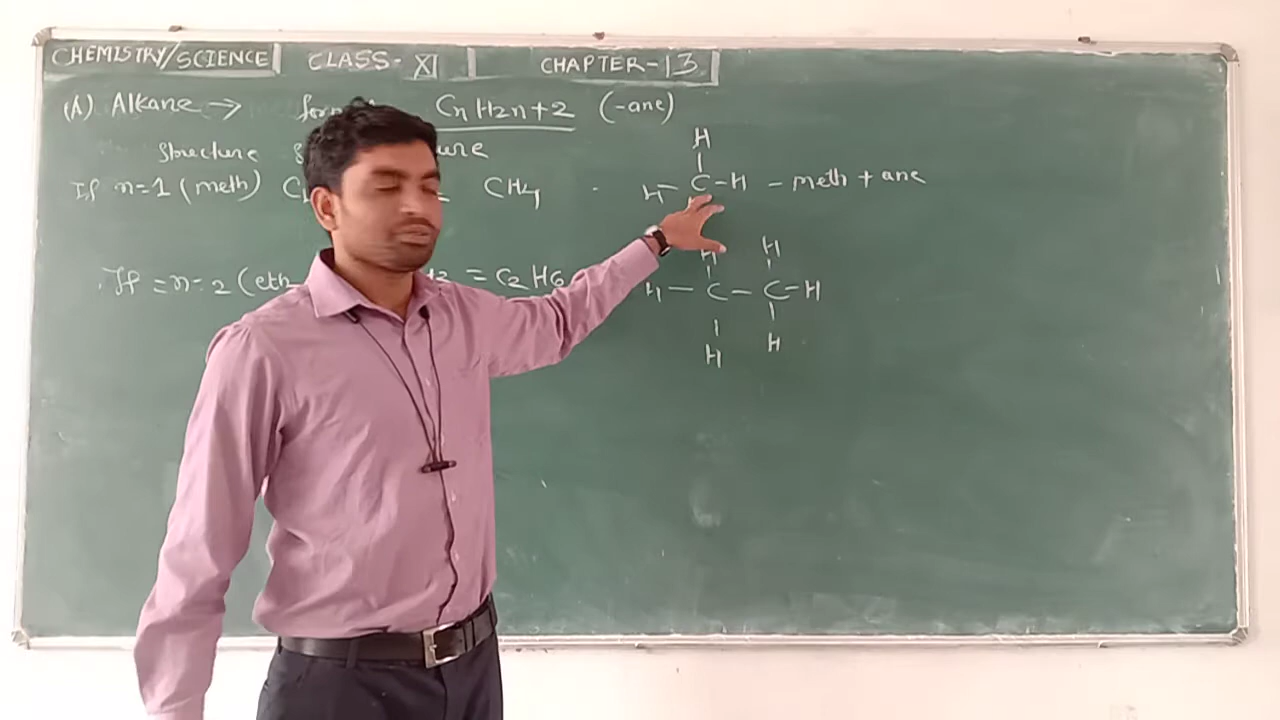 CHEMISTRY/SCIENCE | CLASS - XI | CHAPTER-13
(A) Alkane → CnH2n+2 (-ane)
Structure
H
If n=1 (meth) CH4 H - C - H - meth + ane
H H
If = n=2 (eth = C2H6 H - C - C - H
H H